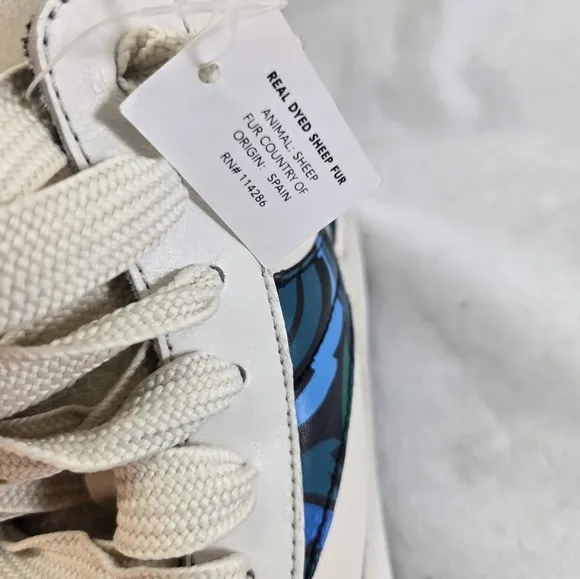 REAL DYED SHEEP FUR
ANIMAL: SHEEP
FUR COUNTRY OF
ORIGIN: SPAIN
RN# 114286